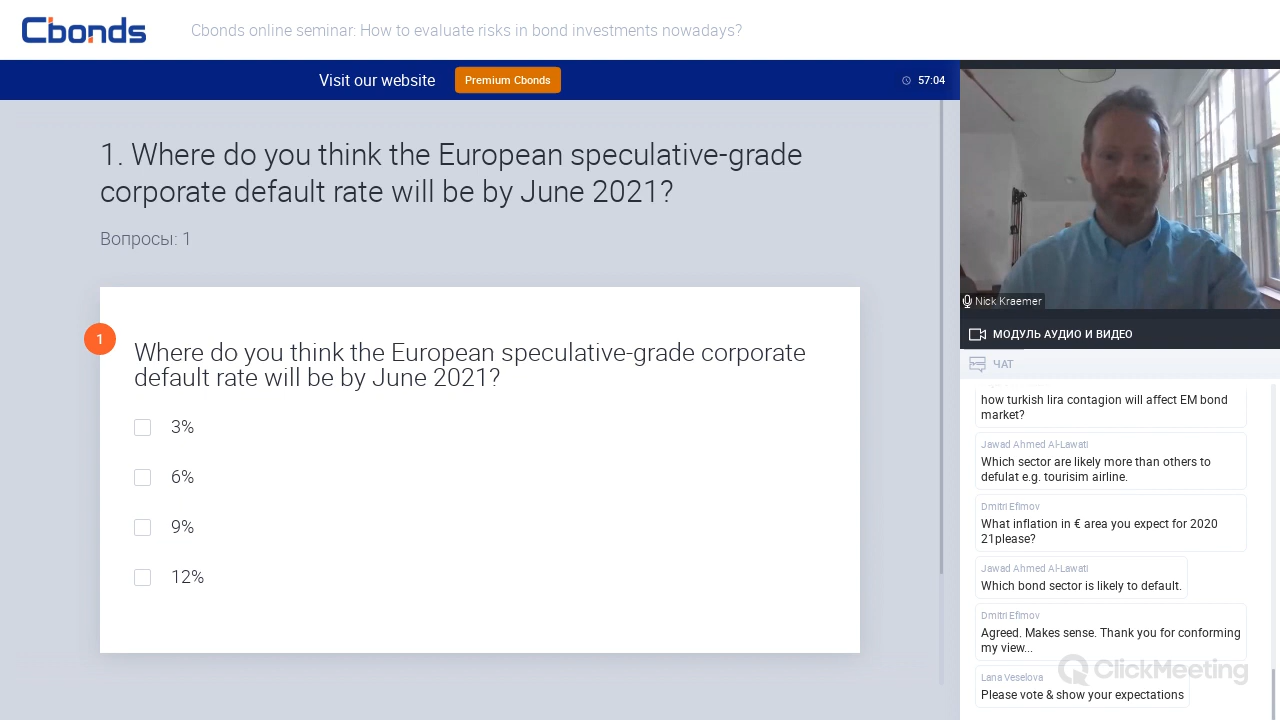 Cbonds
Cbonds online seminar: How to evaluate risks in bond investments nowadays?
Visit our website
Premium Cbonds
57:04
1. Where do you think the European speculative-grade
corporate default rate will be by June 2021?
Вопросы: 1
1
Where do you think the European speculative-grade corporate
default rate will be by June 2021?
3%
6%
9%
12%
Nick Kraemer
МОДУЛЬ АУДИО И ВИДЕО
ЧАТ
how turkish lira contagion will affect EM bond
market?
Jawad Ahmed Al-Lawati
Which sector are likely more than others to
defulat e.g. tourisim airline.
Dmitri Efimov
What inflation in € area you expect for 2020
21please?
Jawad Ahmed Al-Lawati
Which bond sector is likely to default.
Dmitri Efimov
Agreed. Makes sense. Thank you for conforming
my view...
ClickMeeting
Lana Veselova
Please vote & show your expectations